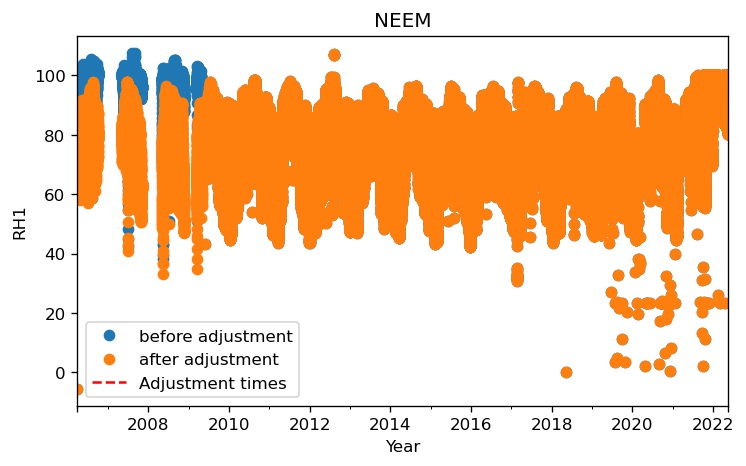 NEEM
RH1
100
80
60
40
20
0
before adjustment
after adjustment
Adjustment times
2008 2010 2012 2014 2016 2018 2020 2022
Year